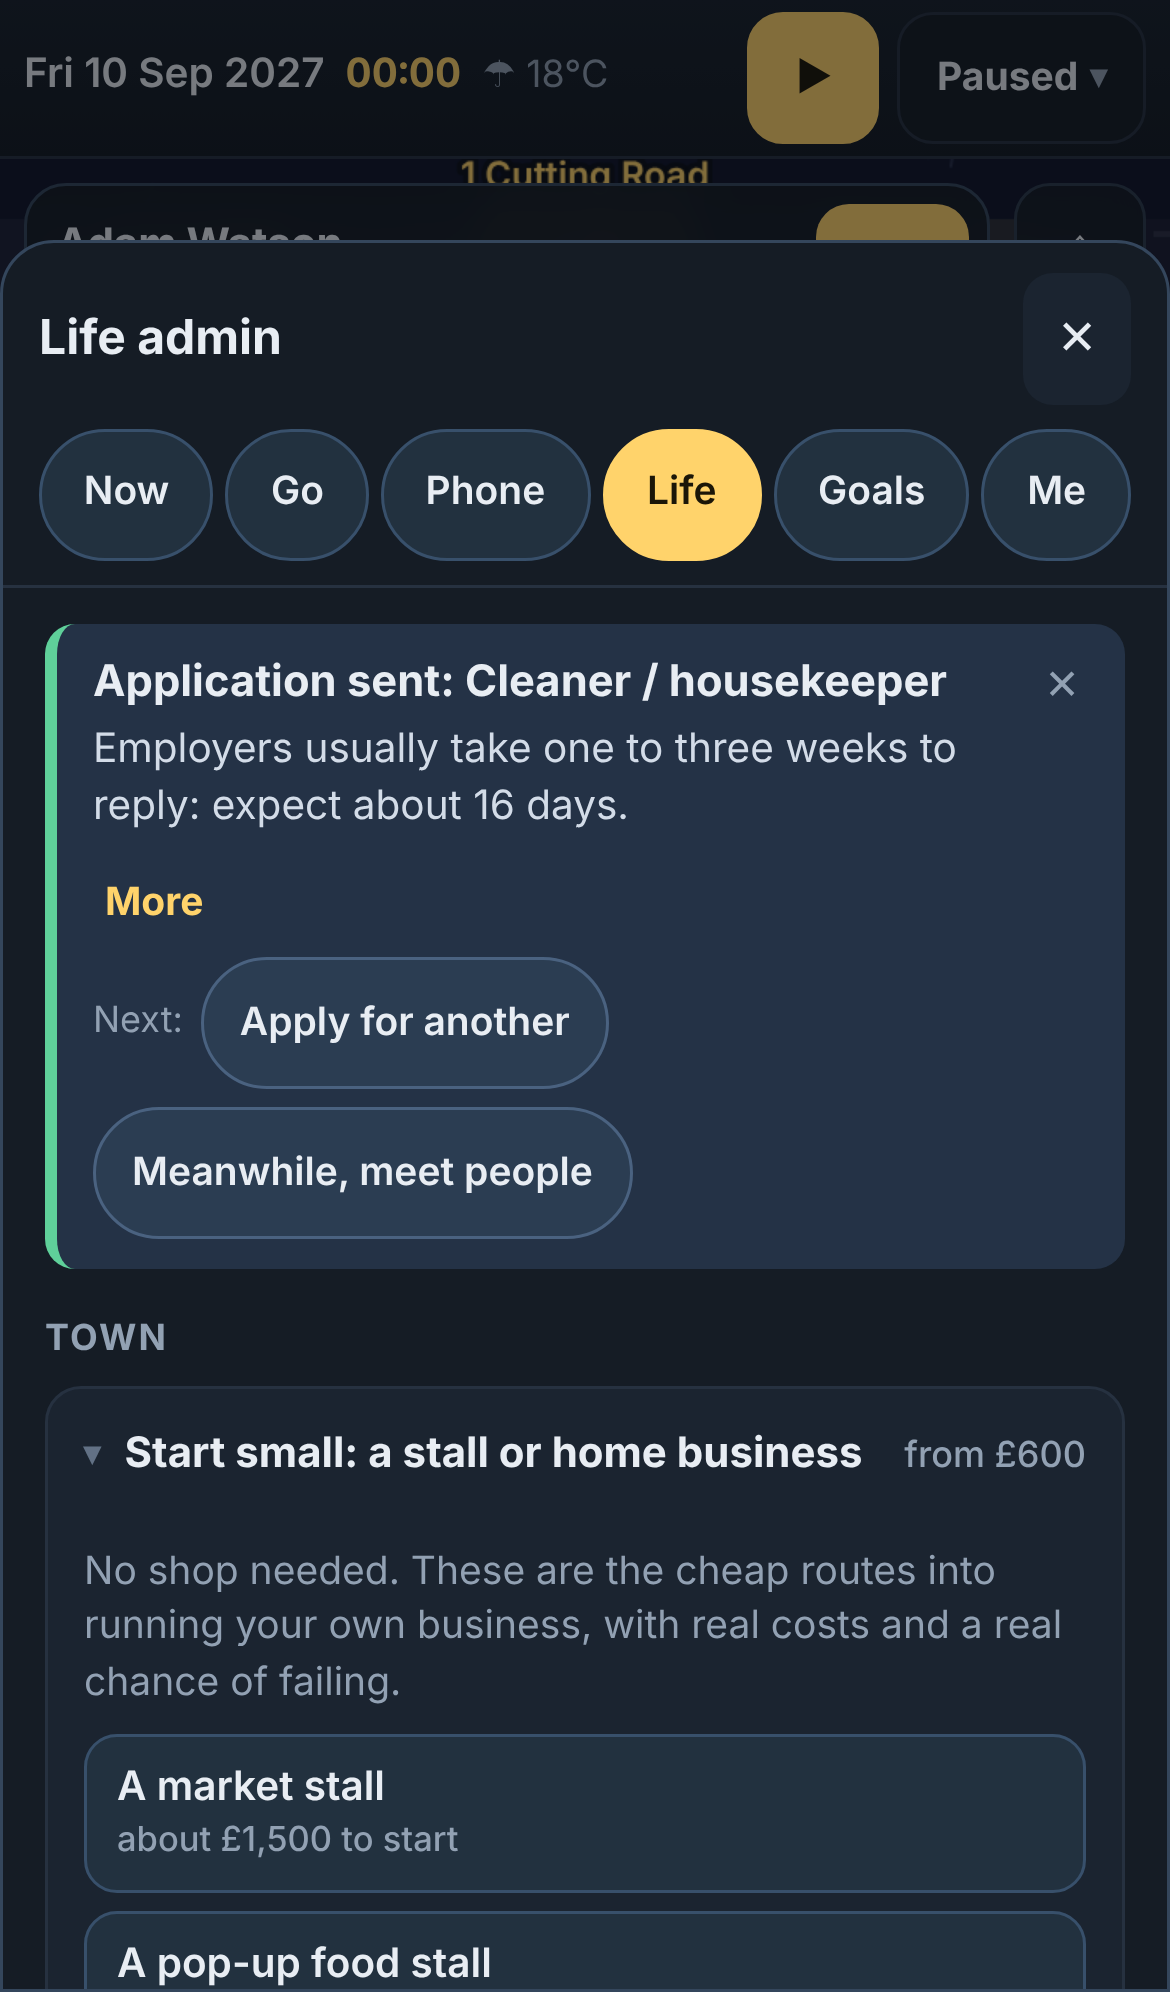 Fri 10 Sep 2027 00:00 18°C
Paused
1 Cutting Road
Adam Watson
Life admin
Now Go Phone Life Goals Me
Application sent: Cleaner / housekeeper
Employers usually take one to three weeks to
reply: expect about 16 days.
More
Next: Apply for another
Meanwhile, meet people
TOWN
Start small: a stall or home business from £600
No shop needed. These are the cheap routes into
running your own business, with real costs and a real
chance of failing.
A market stall
about £1,500 to start
A pop-up food stall